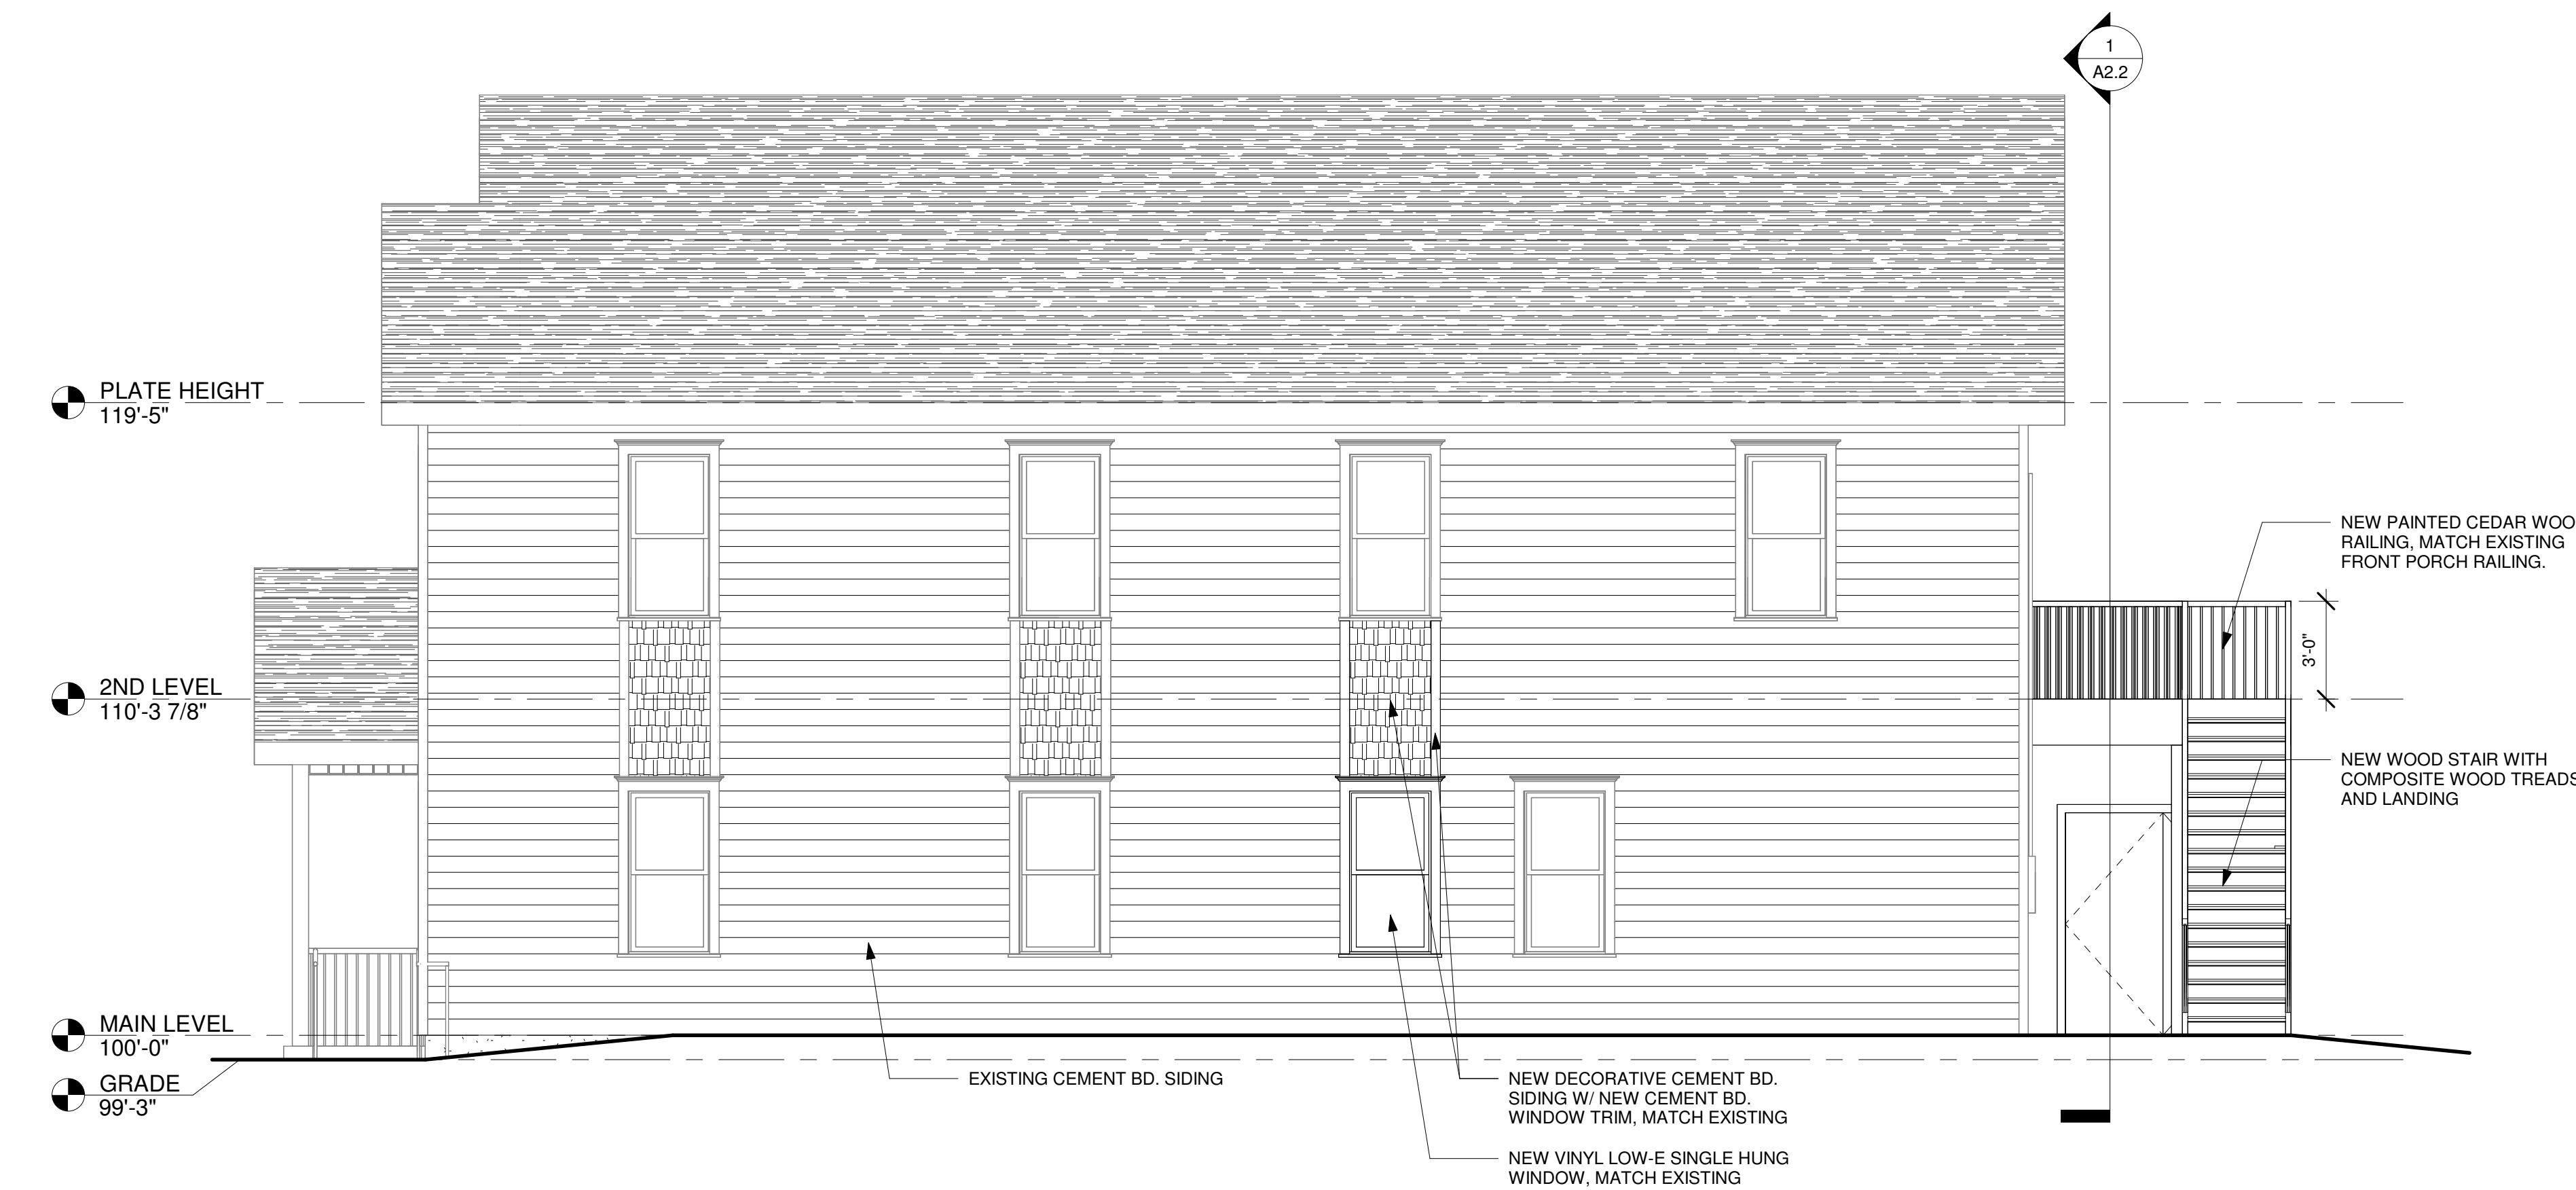 1
A2.2
PLATE HEIGHT
119'-5"
NEW PAINTED CEDAR WOO
RAILING, MATCH EXISTING
FRONT PORCH RAILING.
3'-0"
2ND LEVEL
110'-3 7/8"
NEW WOOD STAIR WITH
COMPOSITE WOOD TREADS
AND LANDING
MAIN LEVEL
100'-0"
GRADE
99'-3"
EXISTING CEMENT BD. SIDING
NEW DECORATIVE CEMENT BD.
SIDING W/ NEW CEMENT BD.
WINDOW TRIM, MATCH EXISTING
NEW VINYL LOW-E SINGLE HUNG
WINDOW, MATCH EXISTING